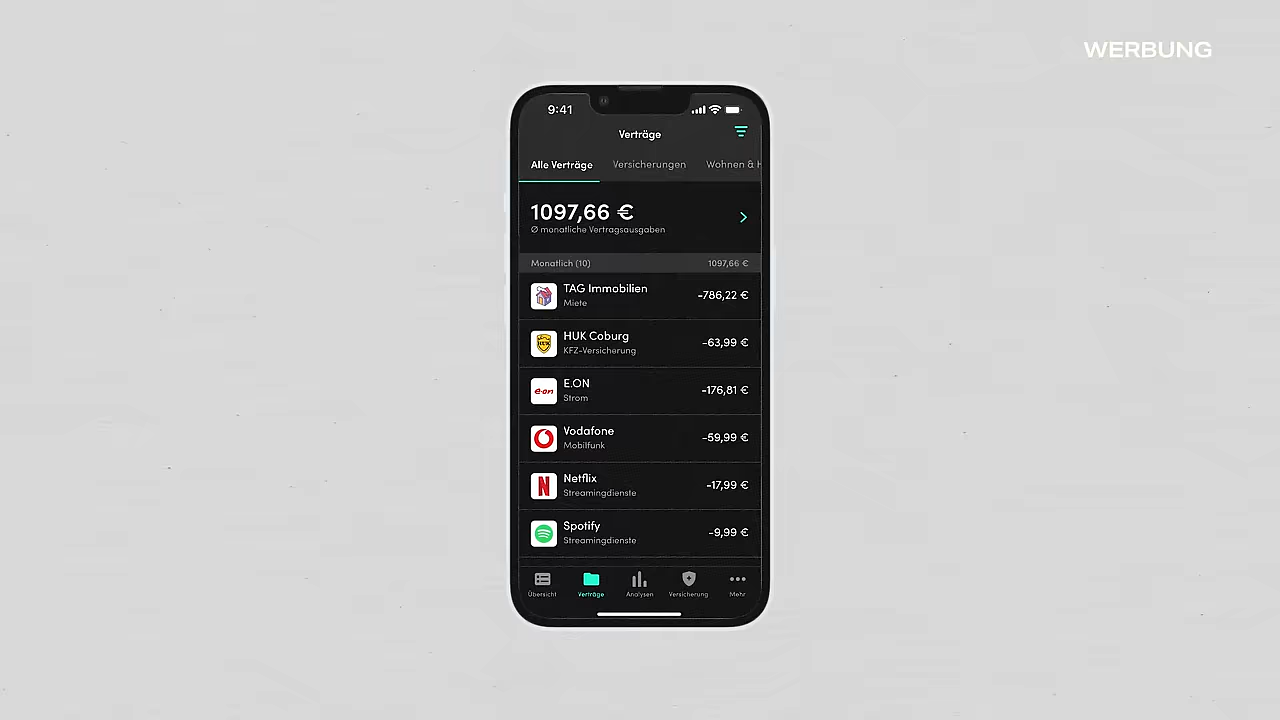 WERBUNG
9:41
Verträge
Alle Verträge Versicherungen Wohnen & H
1097,66 €
Ø monatliche Vertragsausgaben
Monatlich (10) 1097,66 €
TAG Immobilien
Miete
-786,22 €
HUK Coburg
KFZ-Versicherung
-63,99 €
HUK
E.ON
Strom
-176,81 €
e·on
Vodafone
Mobilfunk
-59,99 €
Netflix
Streamingdienste
-17,99 €
N
Spotify
Streamingdienste
-9,99 €
Übersicht Verträge Analysen Versicherung Mehr